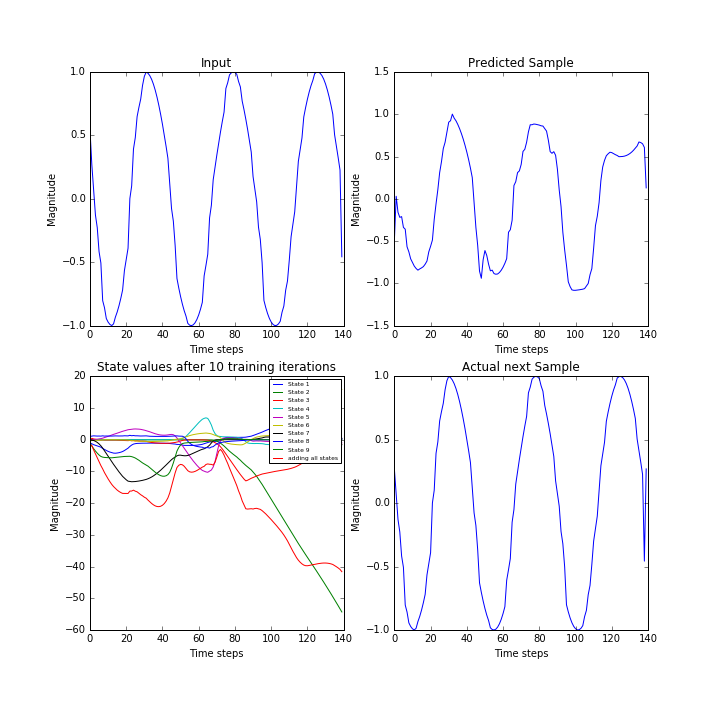 Input
Predicted Sample
1.0
0.5
0.0
−0.5
−1.0
Magnitude
0 20 40 60 80 100 120 140
Time steps
1.5
1.0
0.5
0.0
−0.5
−1.0
−1.5
Magnitude
0 20 40 60 80 100 120 140
Time steps
State values after 10 training iterations
Actual next Sample
20
10
0
−10
−20
−30
−40
−50
−60
Magnitude
0 20 40 60 80 100 120 140
Time steps
State 1
State 2
State 3
State 4
State 5
State 6
State 7
State 8
State 9
adding all states
1.0
0.5
0.0
−0.5
−1.0
Magnitude
0 20 40 60 80 100 120 140
Time steps